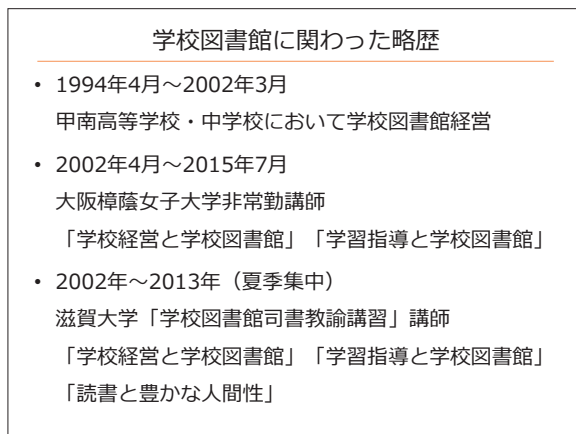 学校図書館に関わった略歴
• 1994年4月～2002年3月
甲南高等学校・中学校において学校図書館経営
• 2002年4月～2015年7月
大阪樟蔭女子大学非常勤講師
「学校経営と学校図書館」「学習指導と学校図書館」
• 2002年～2013年（夏季集中）
滋賀大学「学校図書館司書教諭講習」講師
「学校経営と学校図書館」「学習指導と学校図書館」
「読書と豊かな人間性」